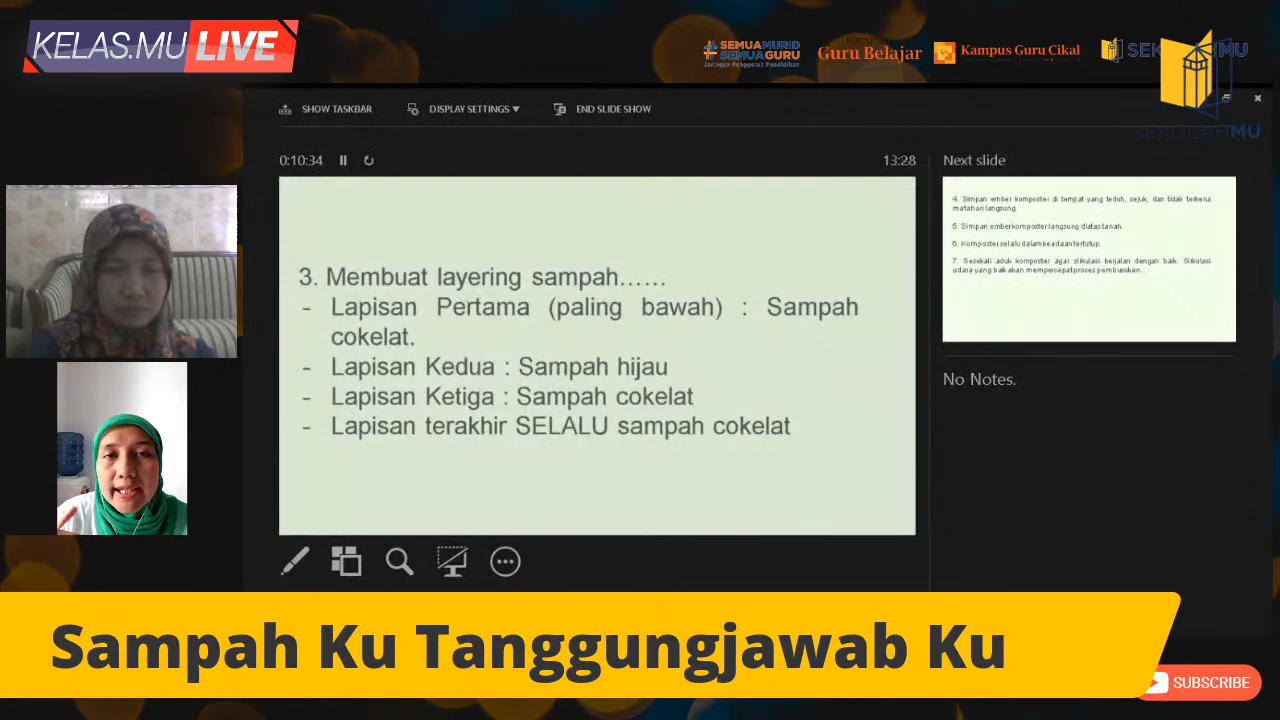 KELAS.MU LIVE
#SEMUAMURID
SEMUAGURU
Jaringan Penggerak Pendidikan
Guru Belajar
Kampus Guru Cikal
SEKOLAHMU
SHOW TASKBAR
DISPLAY SETTINGS
END SLIDE SHOW
0:10:34
13:28
Next slide
3. Membuat layering sampah……
- Lapisan Pertama (paling bawah) : Sampah
cokelat.
- Lapisan Kedua : Sampah hijau
- Lapisan Ketiga : Sampah cokelat
- Lapisan terakhir SELALU sampah cokelat
4. Simpan ember komposter di tempat yang teduh, sejuk, dan tidak terkena
matahari langsung.
5. Simpan ember komposter langsung diatas tanah.
6. Komposter selalu dalam keadaan tertutup.
7. Sesekali aduk komposter agar sirkulasi berjalan dengan baik. Sirkulasi
udara yang baik akan mempercepat proses pembusukan.
No Notes.
Sampah Ku Tanggungjawab Ku
SUBSCRIBE